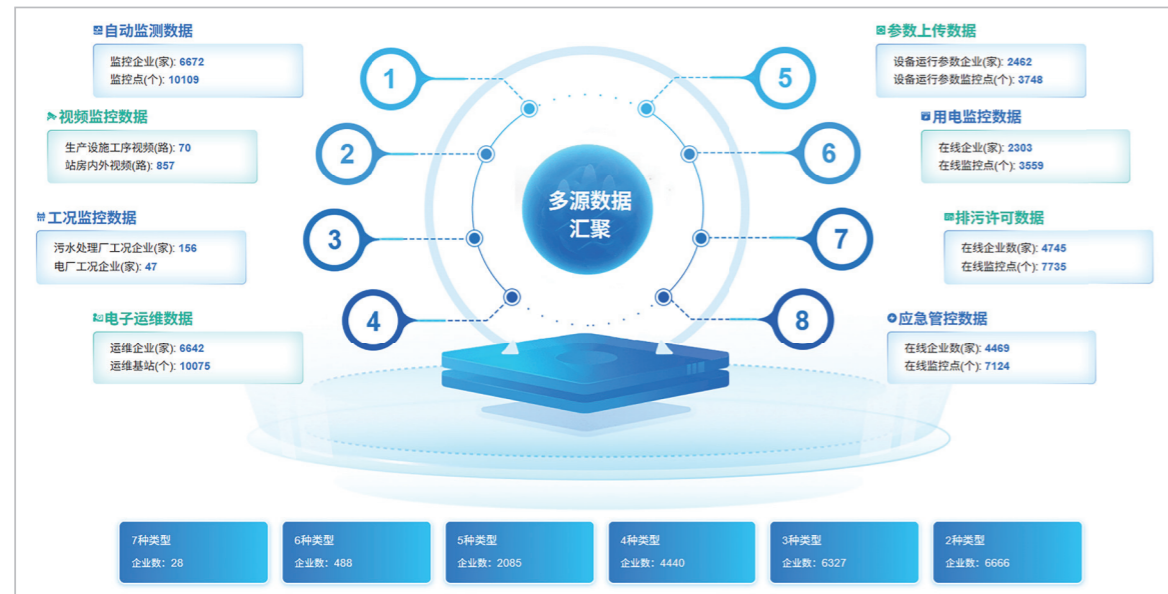 自动监测数据
监控企业(家): 6672
监控点(个): 10109
视频监控数据
生产设施工序视频(路): 70
站房内外视频(路): 857
工况监控数据
污水处理厂工况企业(家): 156
电厂工况企业(家): 47
电子运维数据
运维企业(家): 6642
运维基站(个): 10075
1
2
3
4
多源数据
汇聚
5
6
7
8
参数上传数据
设备运行参数企业(家): 2462
设备运行参数监控点(个): 3748
用电监控数据
在线企业(家): 2303
在线监控点(个): 3559
排污许可数据
在线企业数(家): 4745
在线监控点(个): 7735
应急管控数据
在线企业数(家): 4469
在线监控点(个): 7124
7种类型
企业数: 28
6种类型
企业数: 488
5种类型
企业数: 2085
4种类型
企业数: 4440
3种类型
企业数: 6327
2种类型
企业数: 6666